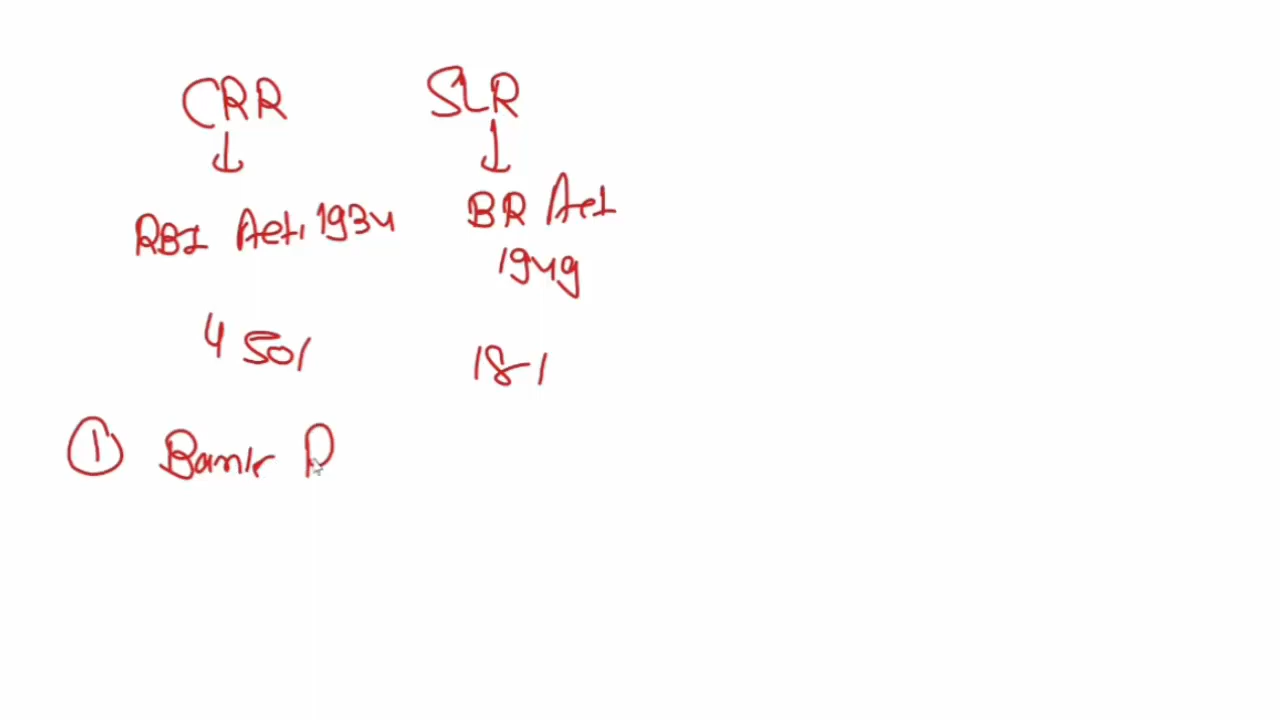 CRR SLR
RBI Act, 1934 BR Act
1949
4 50% 18%
① Bank R